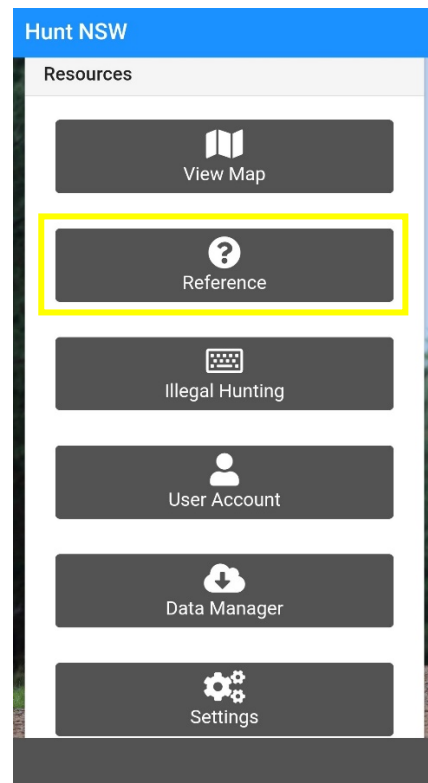 Hunt NSW
Resources
View Map
Reference
Illegal Hunting
User Account
Data Manager
Settings